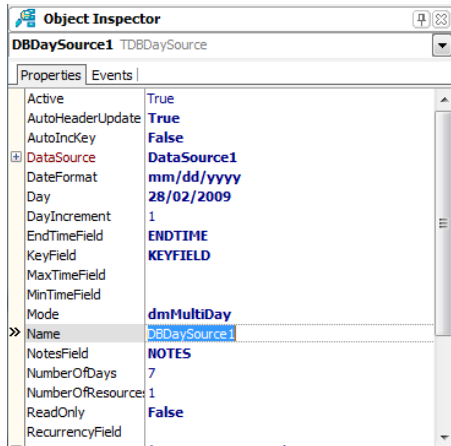 Object Inspector
DBDaySource1 TDBDaySource
Properties Events
Active True
AutoHeaderUpdate True
AutoIncKey False
DataSource DataSource1
DateFormat mm/dd/yyyy
Day 28/02/2009
DayIncrement 1
EndTimeField ENDTIME
KeyField KEYFIELD
MaxTimeField
MinTimeField
Mode dmMultiDay
» Name DBDaySource1
NotesField NOTES
NumberOfDays 7
NumberOfResources 1
ReadOnly False
RecurrencyField